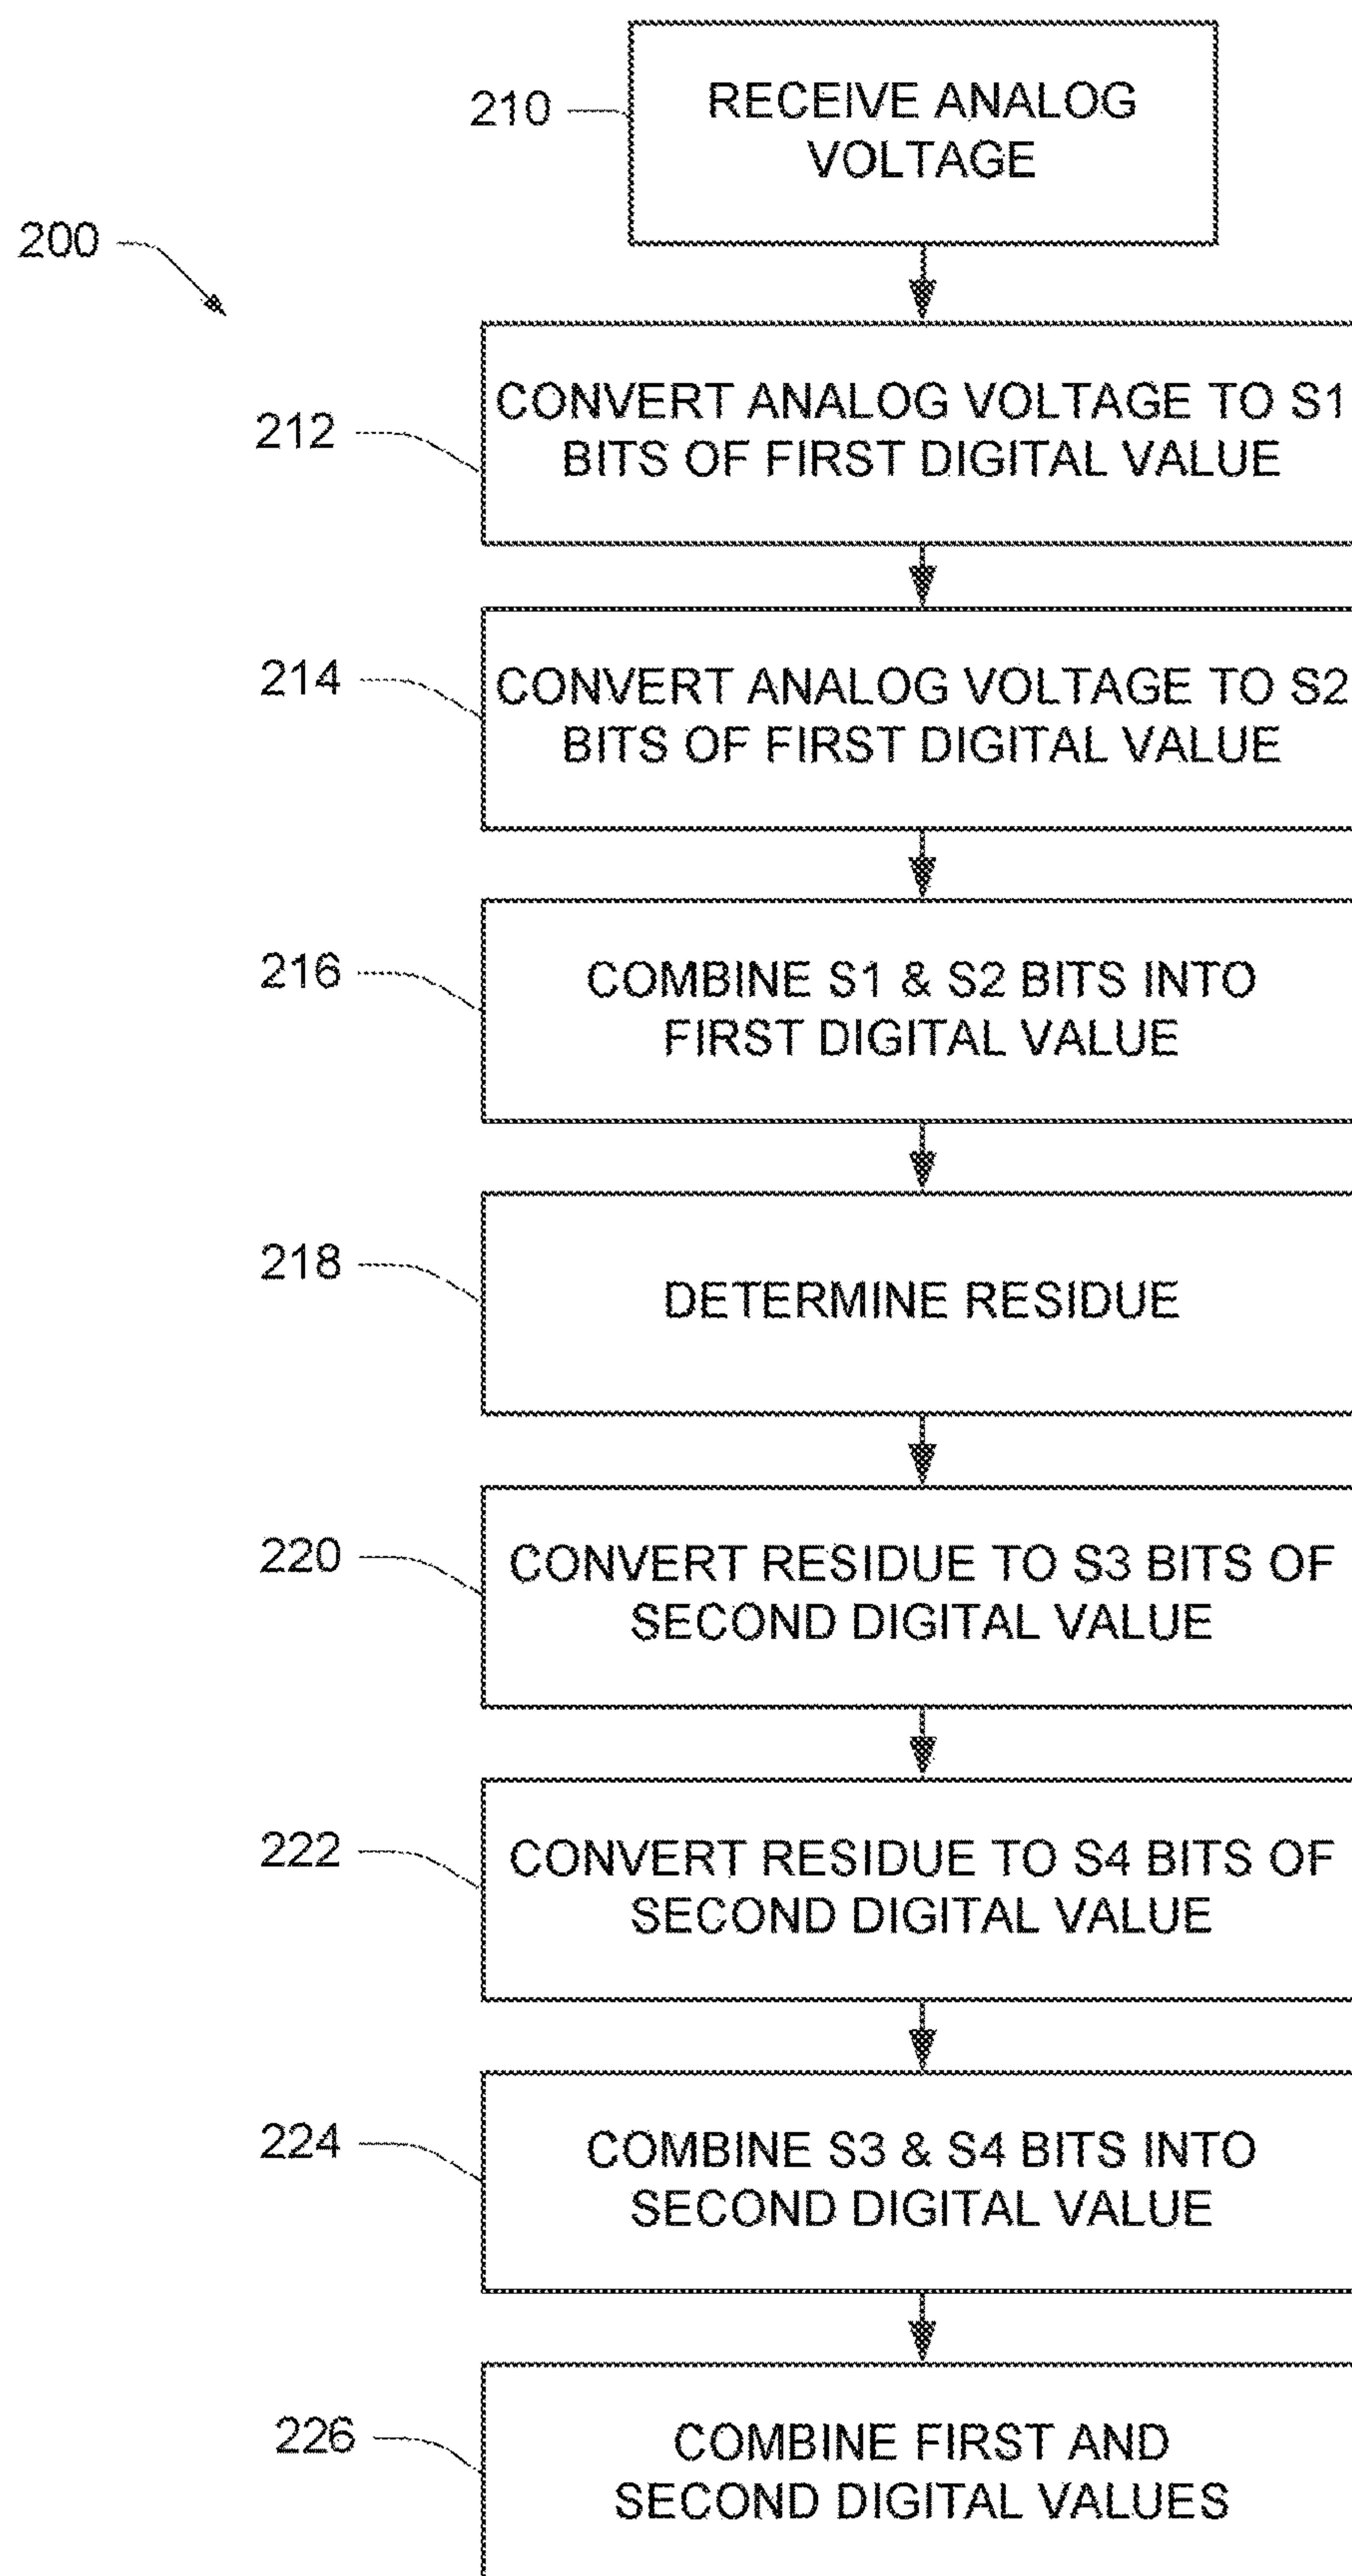 210
RECEIVE ANALOG
VOLTAGE
200
212
CONVERT ANALOG VOLTAGE TO S1
BITS OF FIRST DIGITAL VALUE
214
CONVERT ANALOG VOLTAGE TO S2
BITS OF FIRST DIGITAL VALUE
216
COMBINE S1 & S2 BITS INTO
FIRST DIGITAL VALUE
218
DETERMINE RESIDUE
220
CONVERT RESIDUE TO S3 BITS OF
SECOND DIGITAL VALUE
222
CONVERT RESIDUE TO S4 BITS OF
SECOND DIGITAL VALUE
224
COMBINE S3 & S4 BITS INTO
SECOND DIGITAL VALUE
226
COMBINE FIRST AND
SECOND DIGITAL VALUES